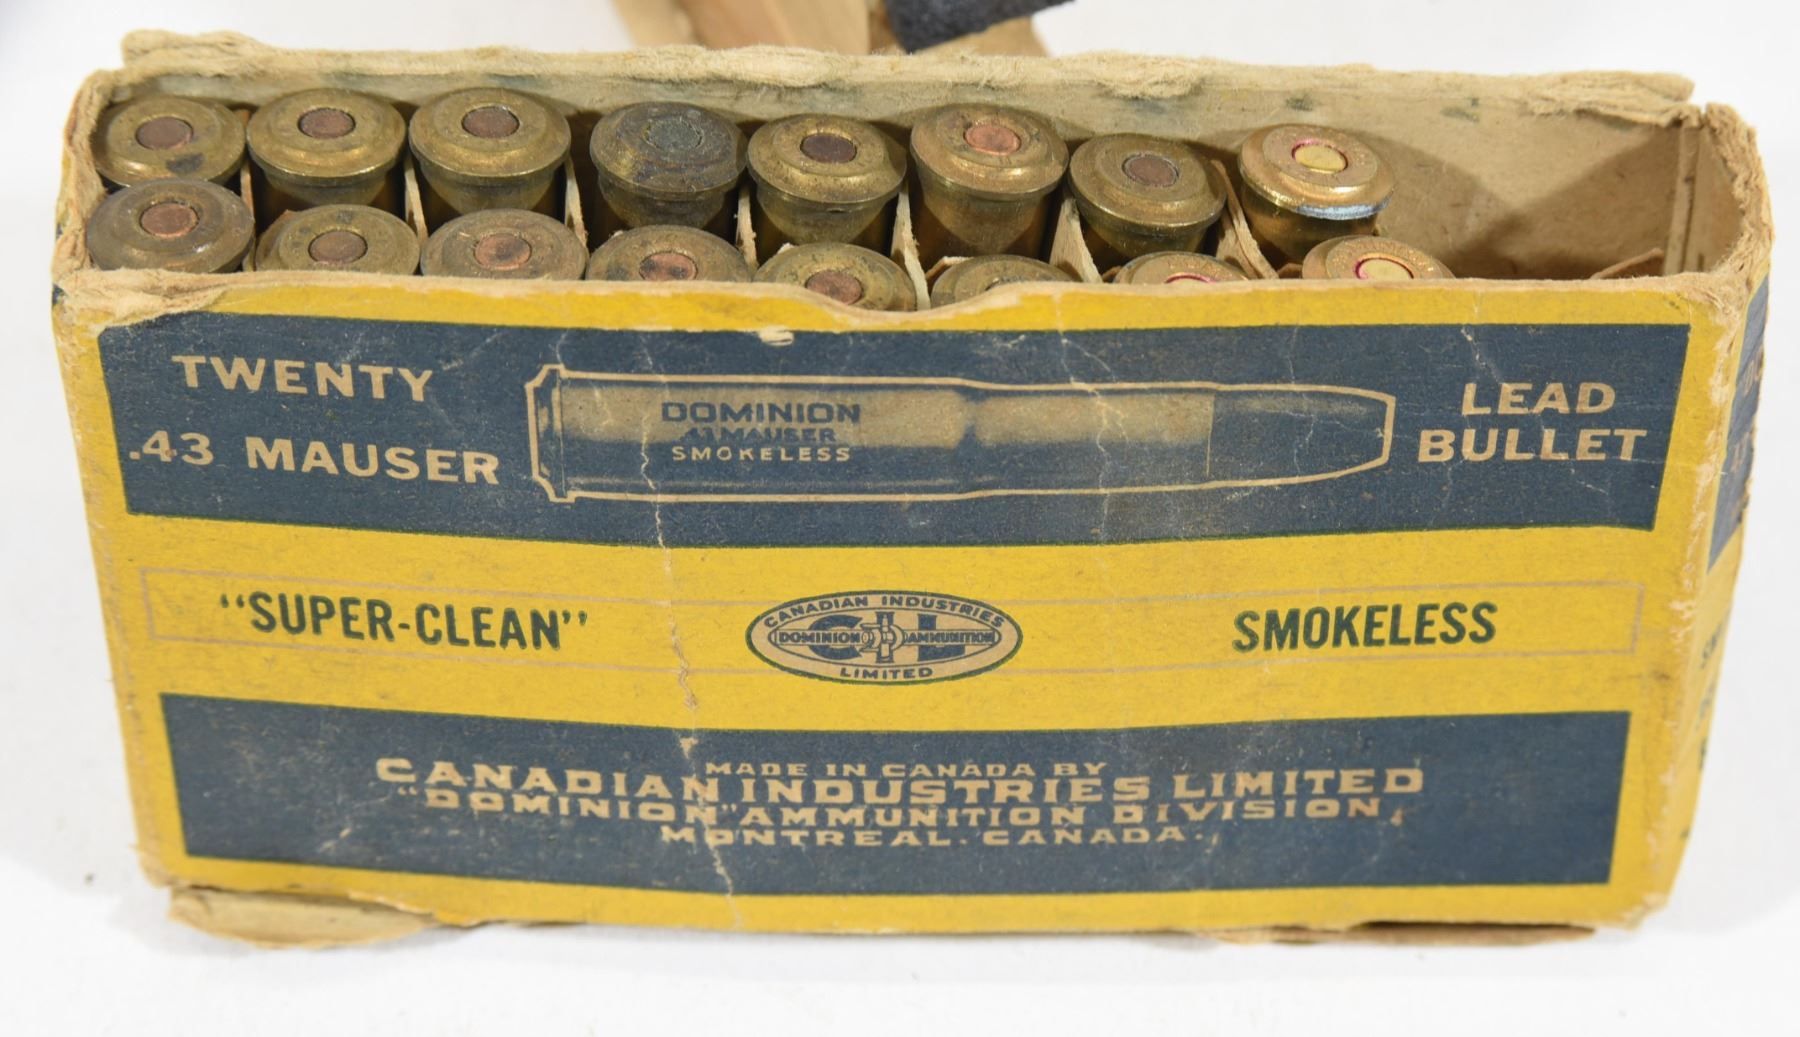 TWENTY
.43 MAUSER
DOMINION
.43 MAUSER
SMOKELESS
LEAD
BULLET
"SUPER-CLEAN"
CANADIAN INDUSTRIES
DOMINION AMMUNITION
CIL
LIMITED
SMOKELESS
MADE IN CANADA BY
CANADIAN INDUSTRIES LIMITED
"DOMINION" AMMUNITION DIVISION,
MONTREAL. CANADA.